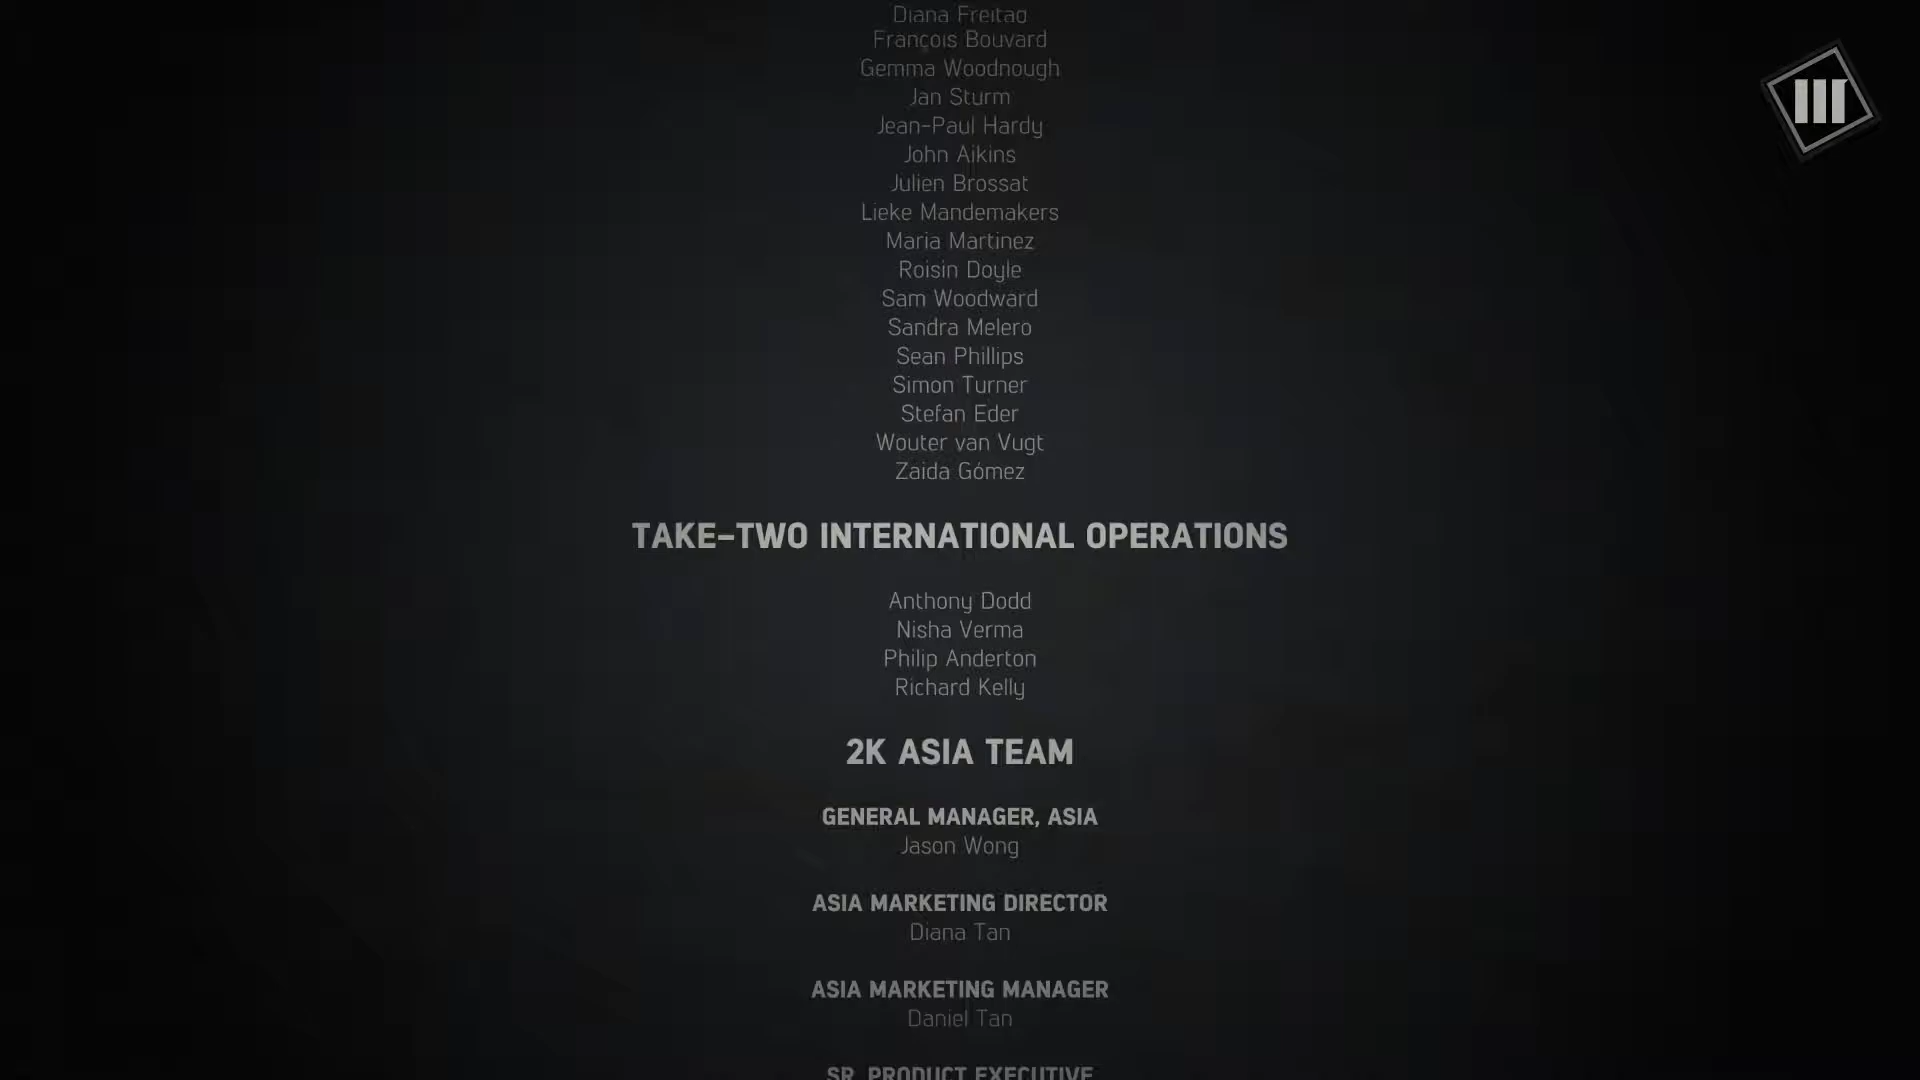 Diana Freitag
François Bouvard
Gemma Woodnough
Jan Sturm
Jean-Paul Hardy
John Aikins
Julien Brossat
Lieke Mandemakers
Maria Martinez
Roisin Doyle
Sam Woodward
Sandra Melero
Sean Phillips
Simon Turner
Stefan Eder
Wouter van Vugt
Zaida Gómez
TAKE-TWO INTERNATIONAL OPERATIONS
Anthony Dodd
Nisha Verma
Philip Anderton
Richard Kelly
2K ASIA TEAM
GENERAL MANAGER, ASIA
Jason Wong
ASIA MARKETING DIRECTOR
Diana Tan
ASIA MARKETING MANAGER
Daniel Tan
SR. PRODUCT EXECUTIVE
III